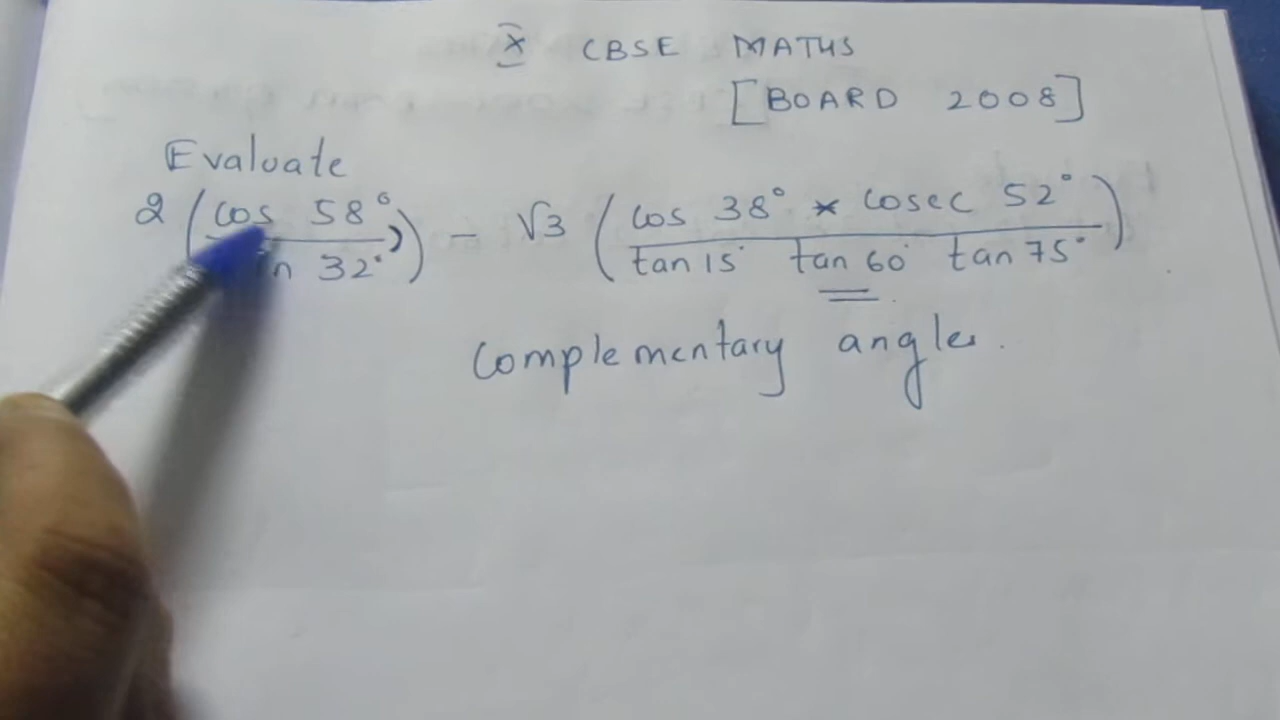 X CBSE MATHS
[BOARD 2008]
Evaluate
2 (cos 58° / 32°) - √3 (cos 38° * cosec 52° / tan 15° tan 60° tan 75°)
complementary angles.